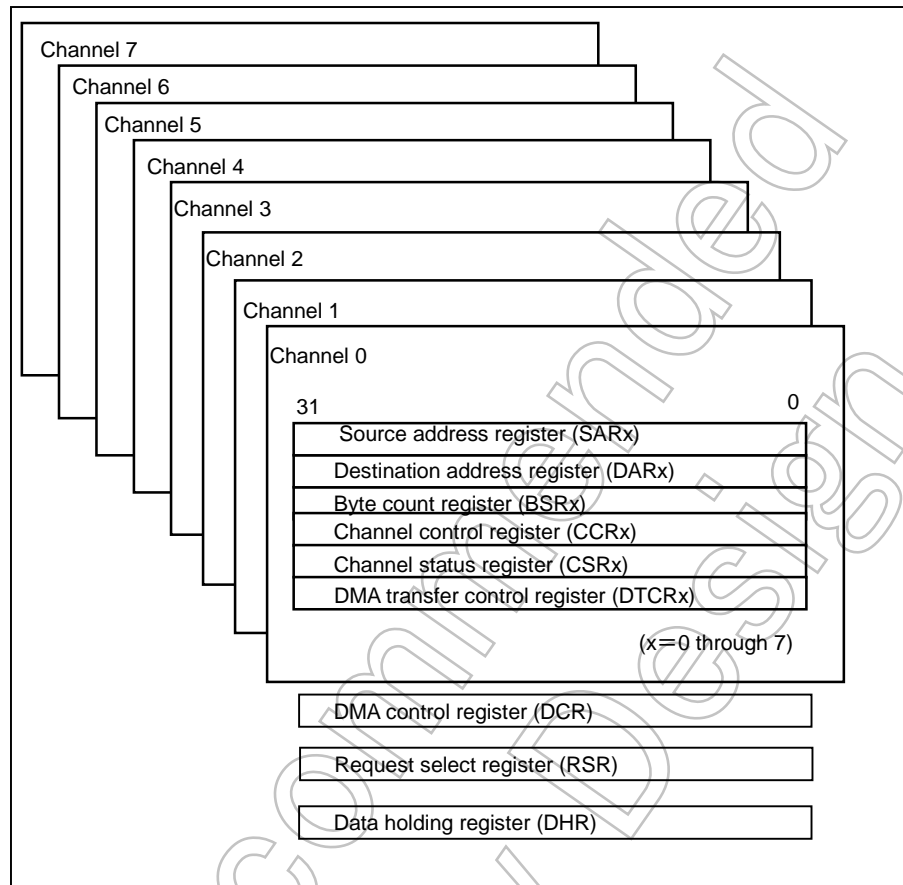 Channel 7
Channel 6
Channel 5
Channel 4
Channel 3
Channel 2
Channel 1
Channel 0
31 0
Source address register (SARx)
Destination address register (DARx)
Byte count register (BSRx)
Channel control register (CCRx)
Channel status register (CSRx)
DMA transfer control register (DTCRx)
(x=0 through 7)
DMA control register (DCR)
Request select register (RSR)
Data holding register (DHR)
commended
Design